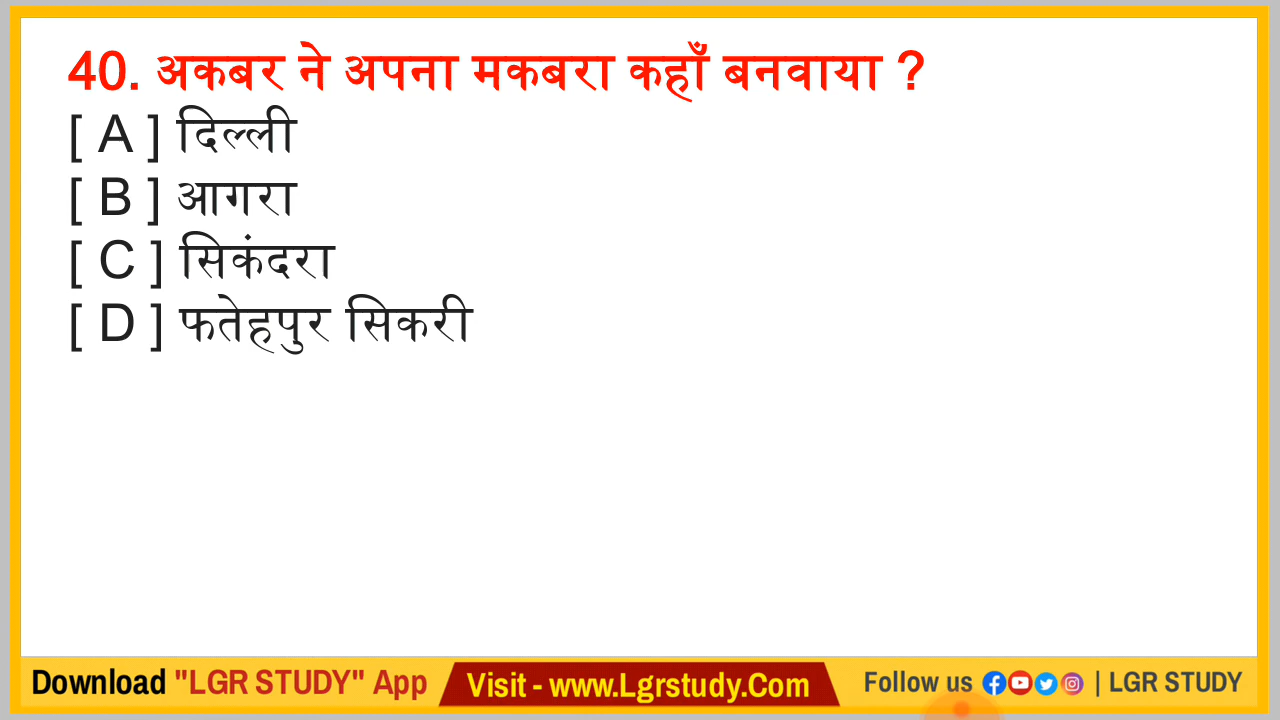 40. अकबर ने अपना मकबरा कहाँ बनवाया ?
[ A ] दिल्ली
[ B ] आगरा
[ C ] सिकंदरा
[ D ] फतेहपुर सिकरी
Download "LGR STUDY" App Visit - www.Lgrstudy.Com Follow us | LGR STUDY